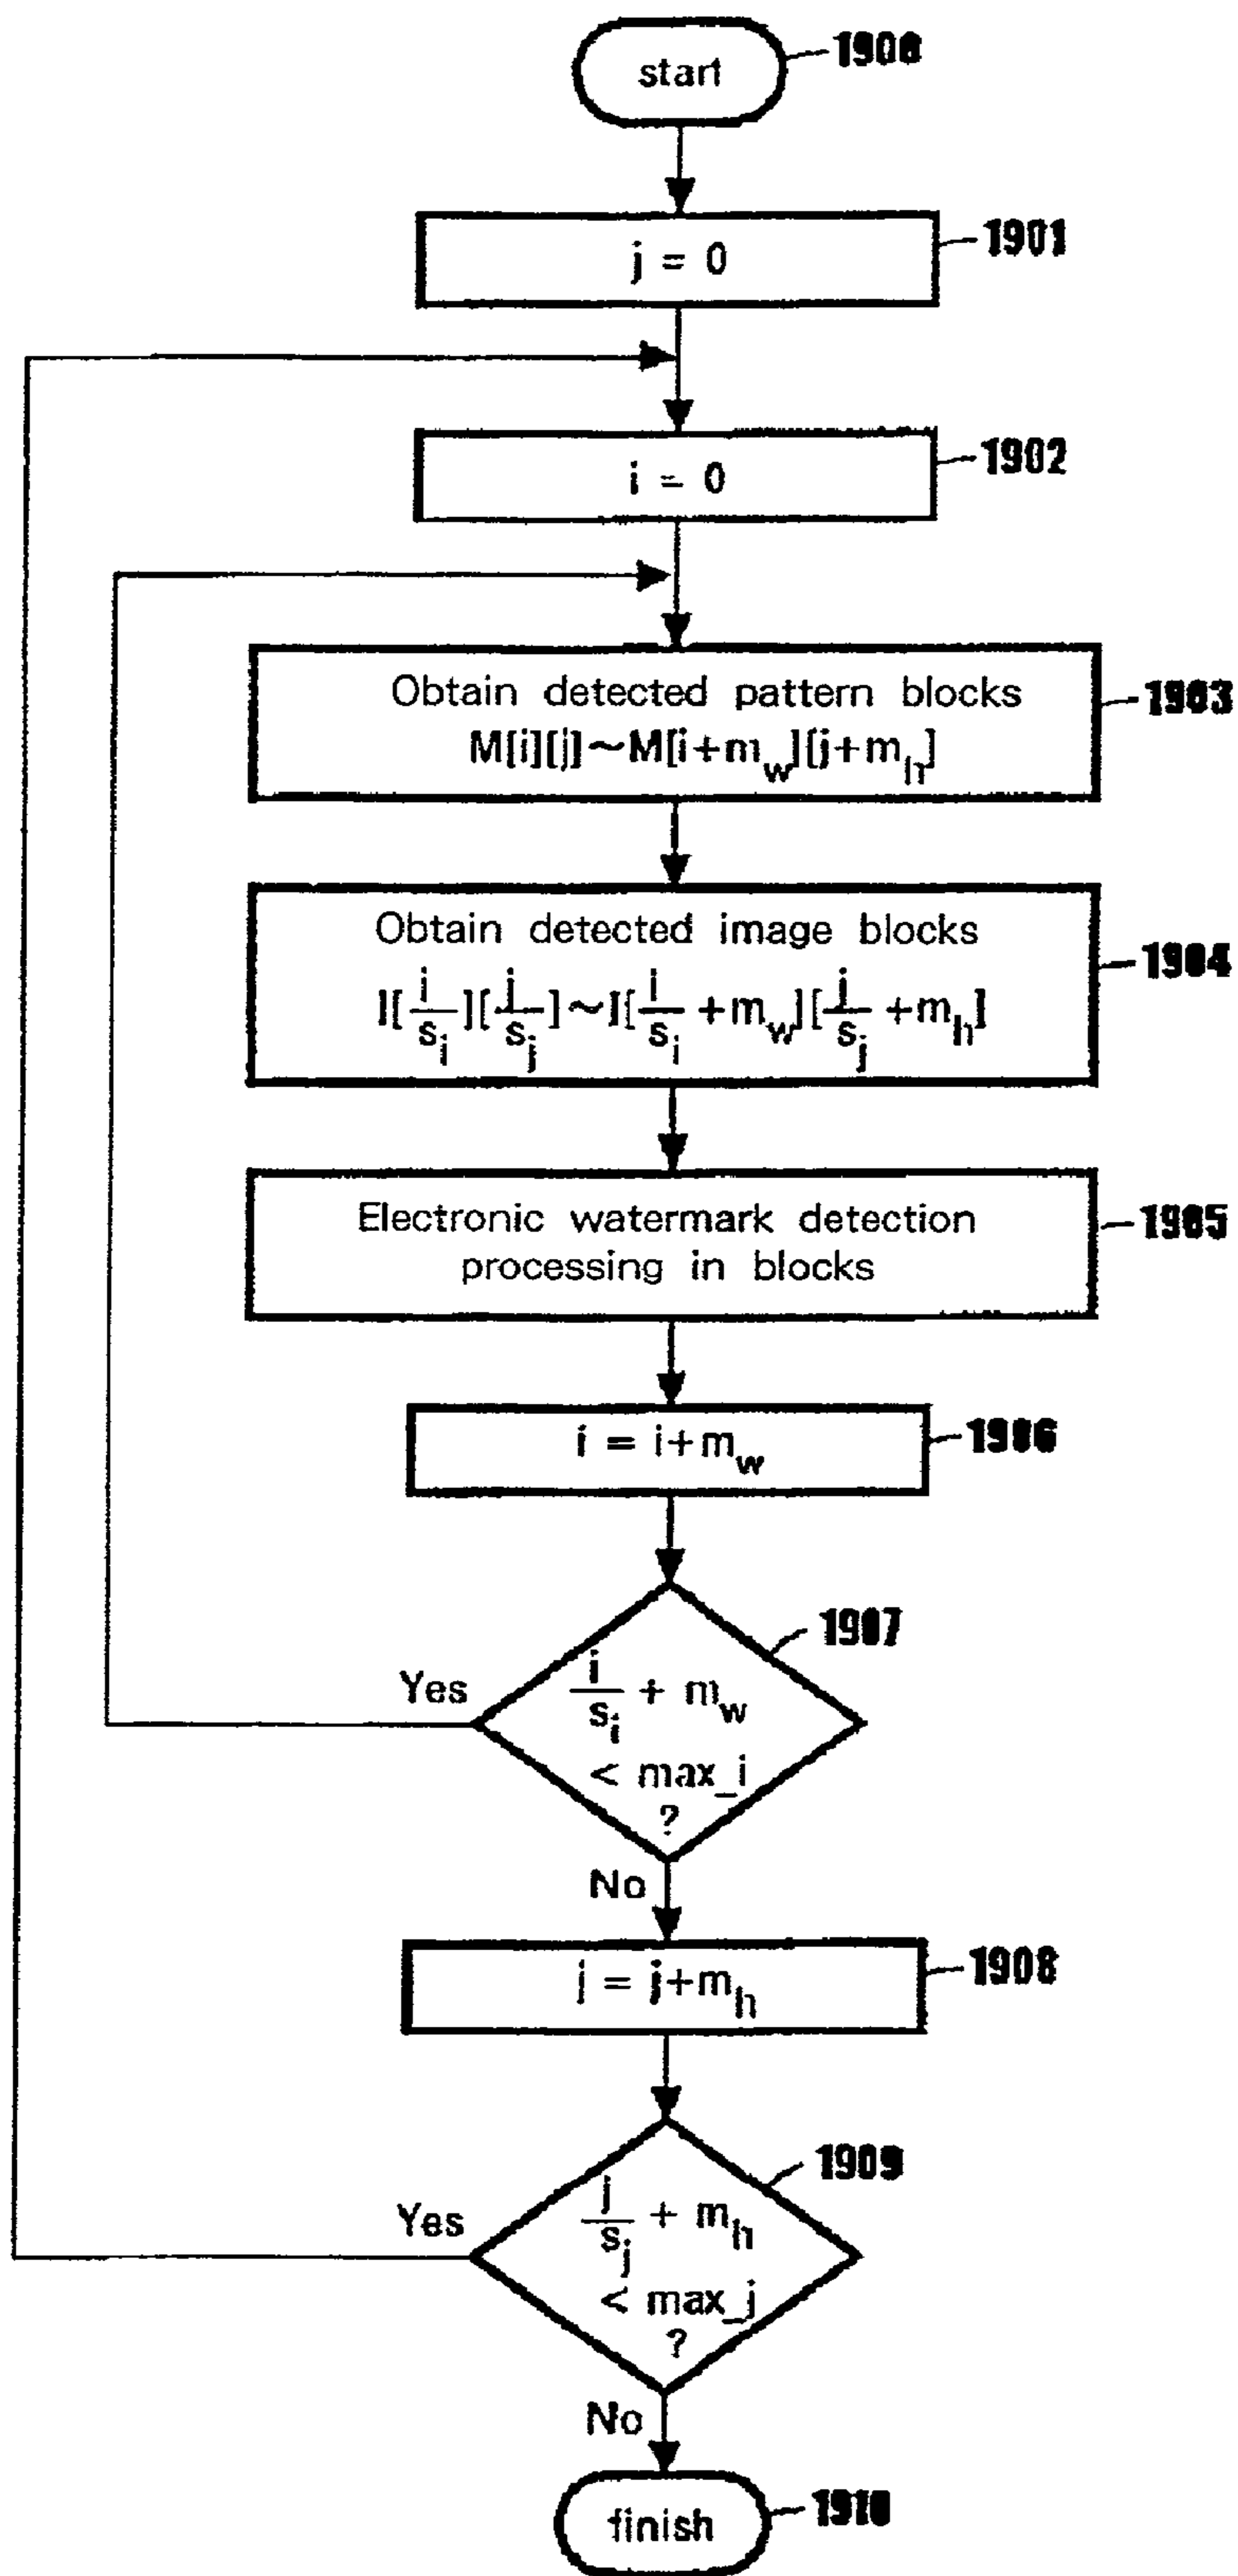 start
1900
j = 0
1901
i = 0
1902
Obtain detected pattern blocks
M[i][j]~M[i+m_w][j+m_h]
1903
Obtain detected image blocks
I[i/s_i][j/s_j]~I[i/s_i+m_w][j/s_j+m_h]
1904
Electronic watermark detection
processing in blocks
1905
i = i+m_w
1906
1907
i/s_i + m_w
< max_i
?
Yes
No
j = j+m_h
1908
1909
j/s_j + m_h
< max_j
?
Yes
No
finish
1910